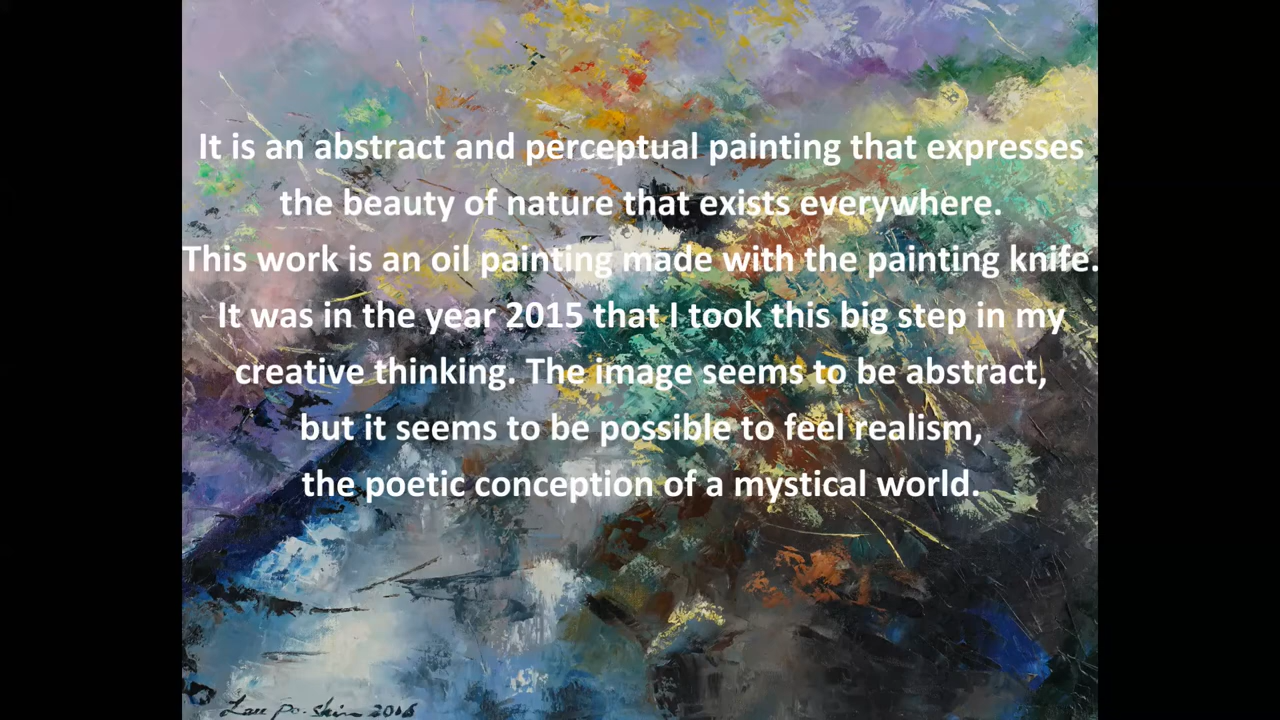 It is an abstract and perceptual painting that expresses
the beauty of nature that exists everywhere.
This work is an oil painting made with the painting knife.
It was in the year 2015 that I took this big step in my
creative thinking. The image seems to be abstract,
but it seems to be possible to feel realism,
the poetic conception of a mystical world.
2016